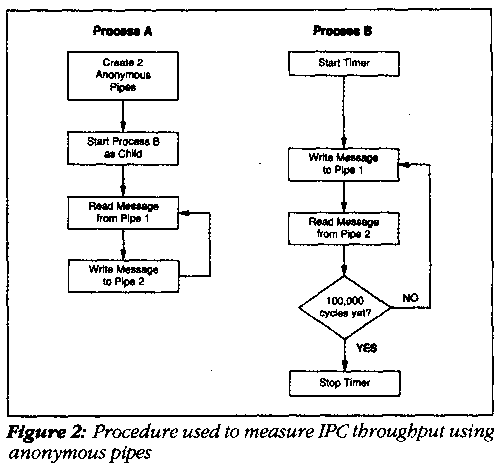 Process A
Create 2
Anonymous
Pipes
Start Process B
as Child
Read Message
from Pipe 1
Write Message
to Pipe 2
Process B
Start Timer
Write Message
to Pipe 1
Read Message
from Pipe 2
100,000
cycles yet?
NO
YES
Stop Timer
Figure 2: Procedure used to measure IPC throughput using
anonymous pipes